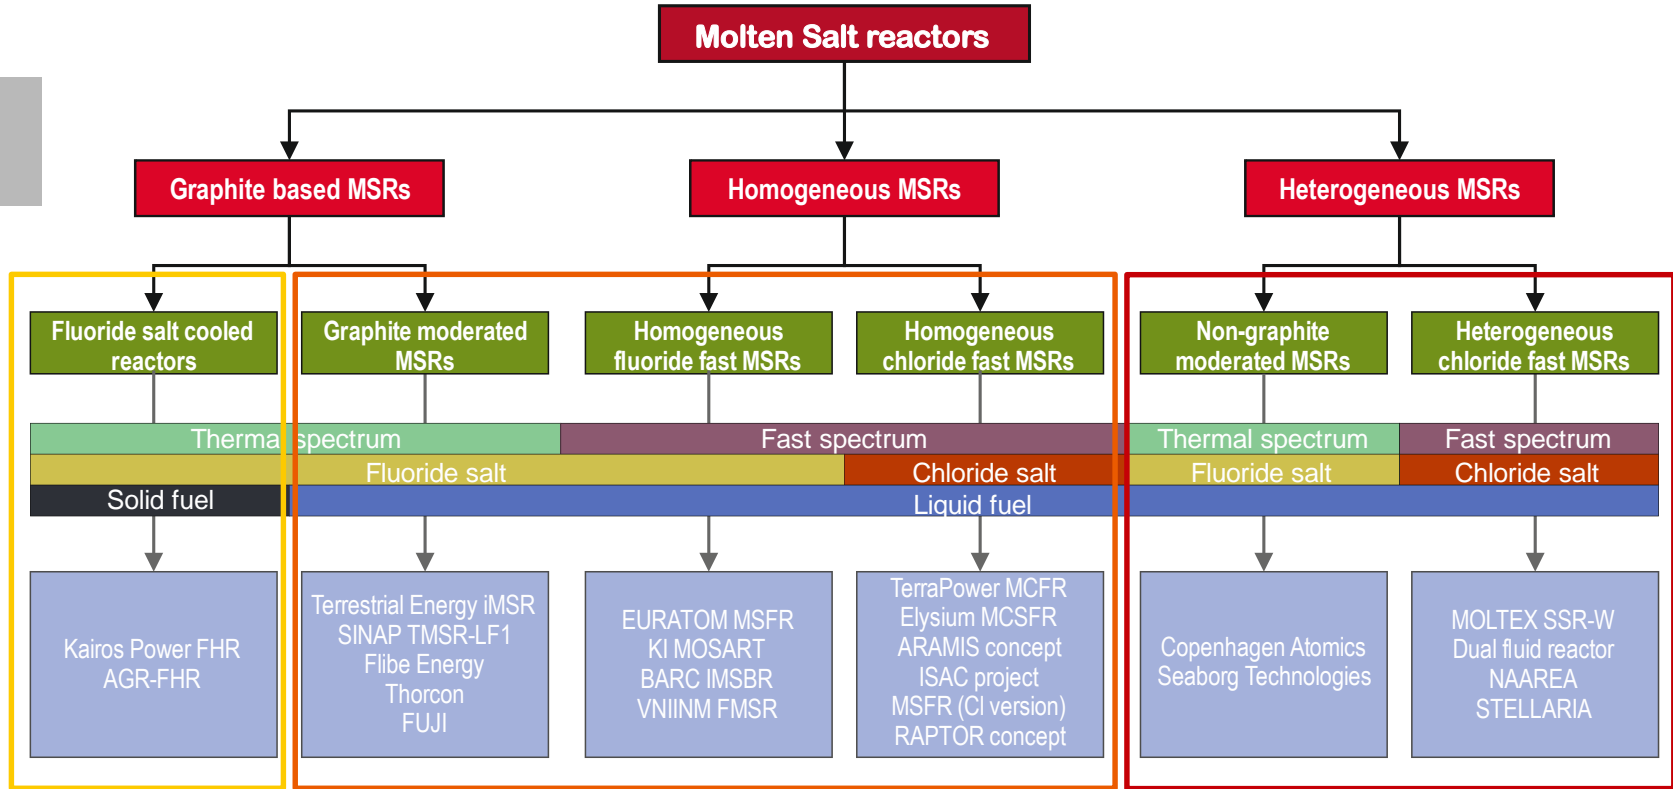 Molten Salt reactors
Graphite based MSRs
Homogeneous MSRs
Heterogeneous MSRs
Fluoride salt cooled
reactors
Graphite moderated
MSRs
Homogeneous
fluoride fast MSRs
Homogeneous
chloride fast MSRs
Non-graphite
moderated MSRs
Heterogeneous
chloride fast MSRs
Thermal spectrum
Fast spectrum
Thermal spectrum
Fast spectrum
Fluoride salt
Chloride salt
Fluoride salt
Chloride salt
Solid fuel
Liquid fuel
Kairos Power FHR
AGR-FHR
Terrestrial Energy iMSR
SINAP TMSR-LF1
Flibe Energy
Thorcon
FUJI
EURATOM MSFR
KI MOSART
BARC IMSBR
VNIINM FMSR
TerraPower MCFR
Elysium MCSFR
ARAMIS concept
ISAC project
MSFR (Cl version)
RAPTOR concept
Copenhagen Atomics
Seaborg Technologies
MOLTEX SSR-W
Dual fluid reactor
NAAREA
STELLARIA